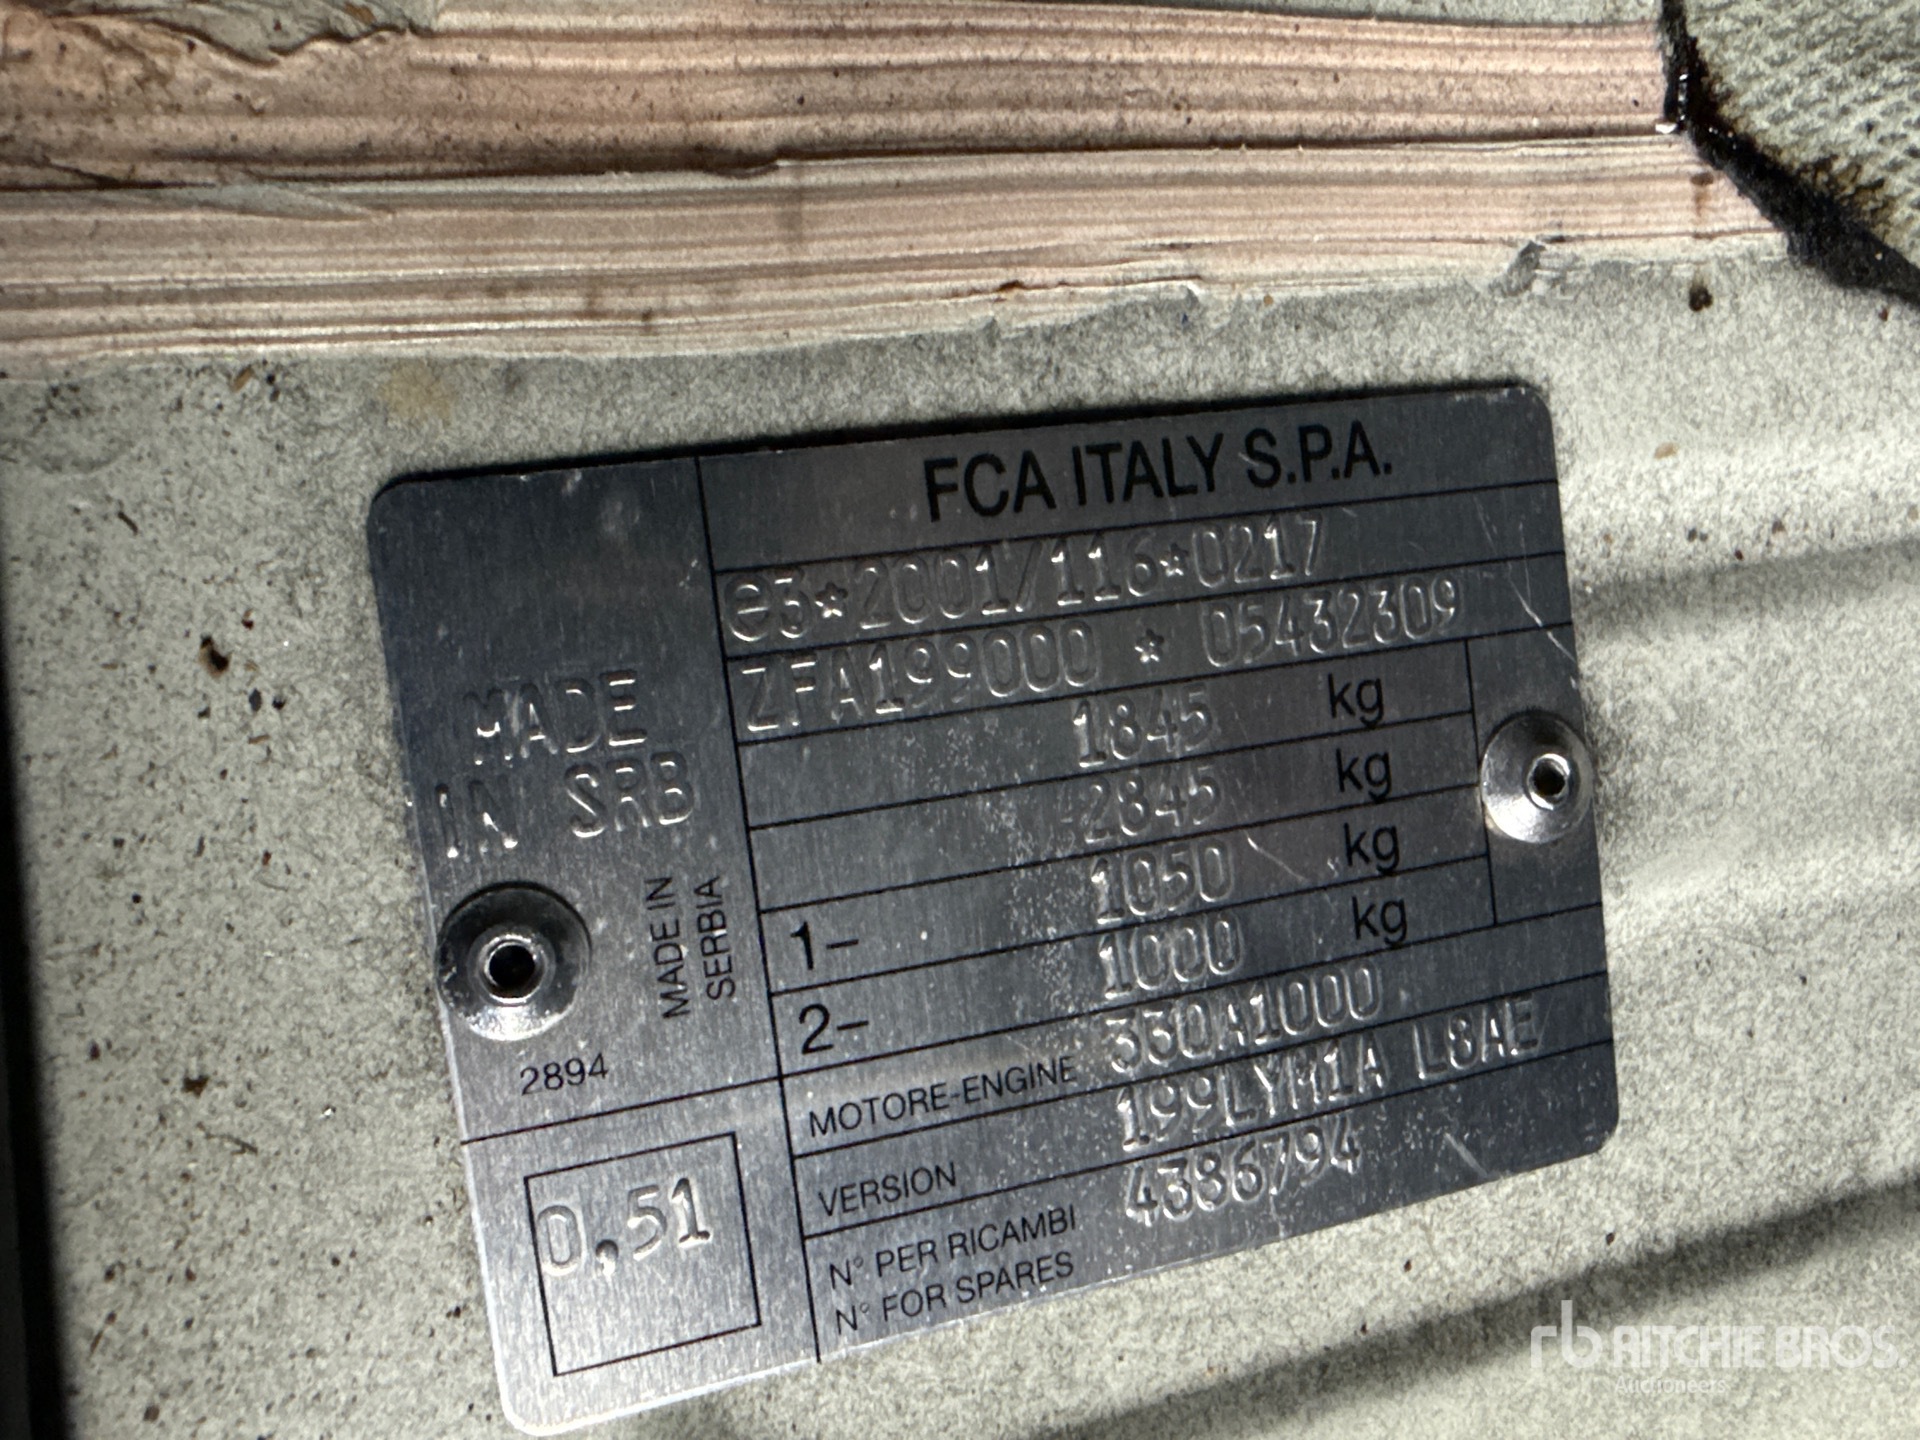 FCA ITALY S.P.A.
e3*2001/116*0217
ZFA199000 * 05432309
1845 kg
2845 kg
1- 1050 kg
2- 1000 kg
MOTORE-ENGINE 330A1000
VERSION 199LYM1A L8AE
N° PER RICAMBI
N° FOR SPARES 4386794
MADE
IN SRB
MADE IN
SERBIA
2894
0,51
rb RITCHIE BROS.
Auctioneers